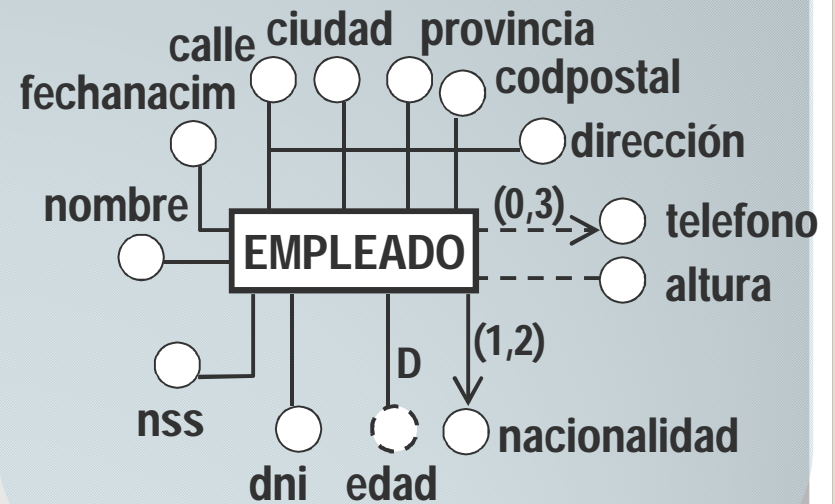 calle ciudad provincia
fechanacim codpostal
dirección
nombre (0,3) telefono
EMPLEADO
altura
D (1,2)
nss nacionalidad
dni edad